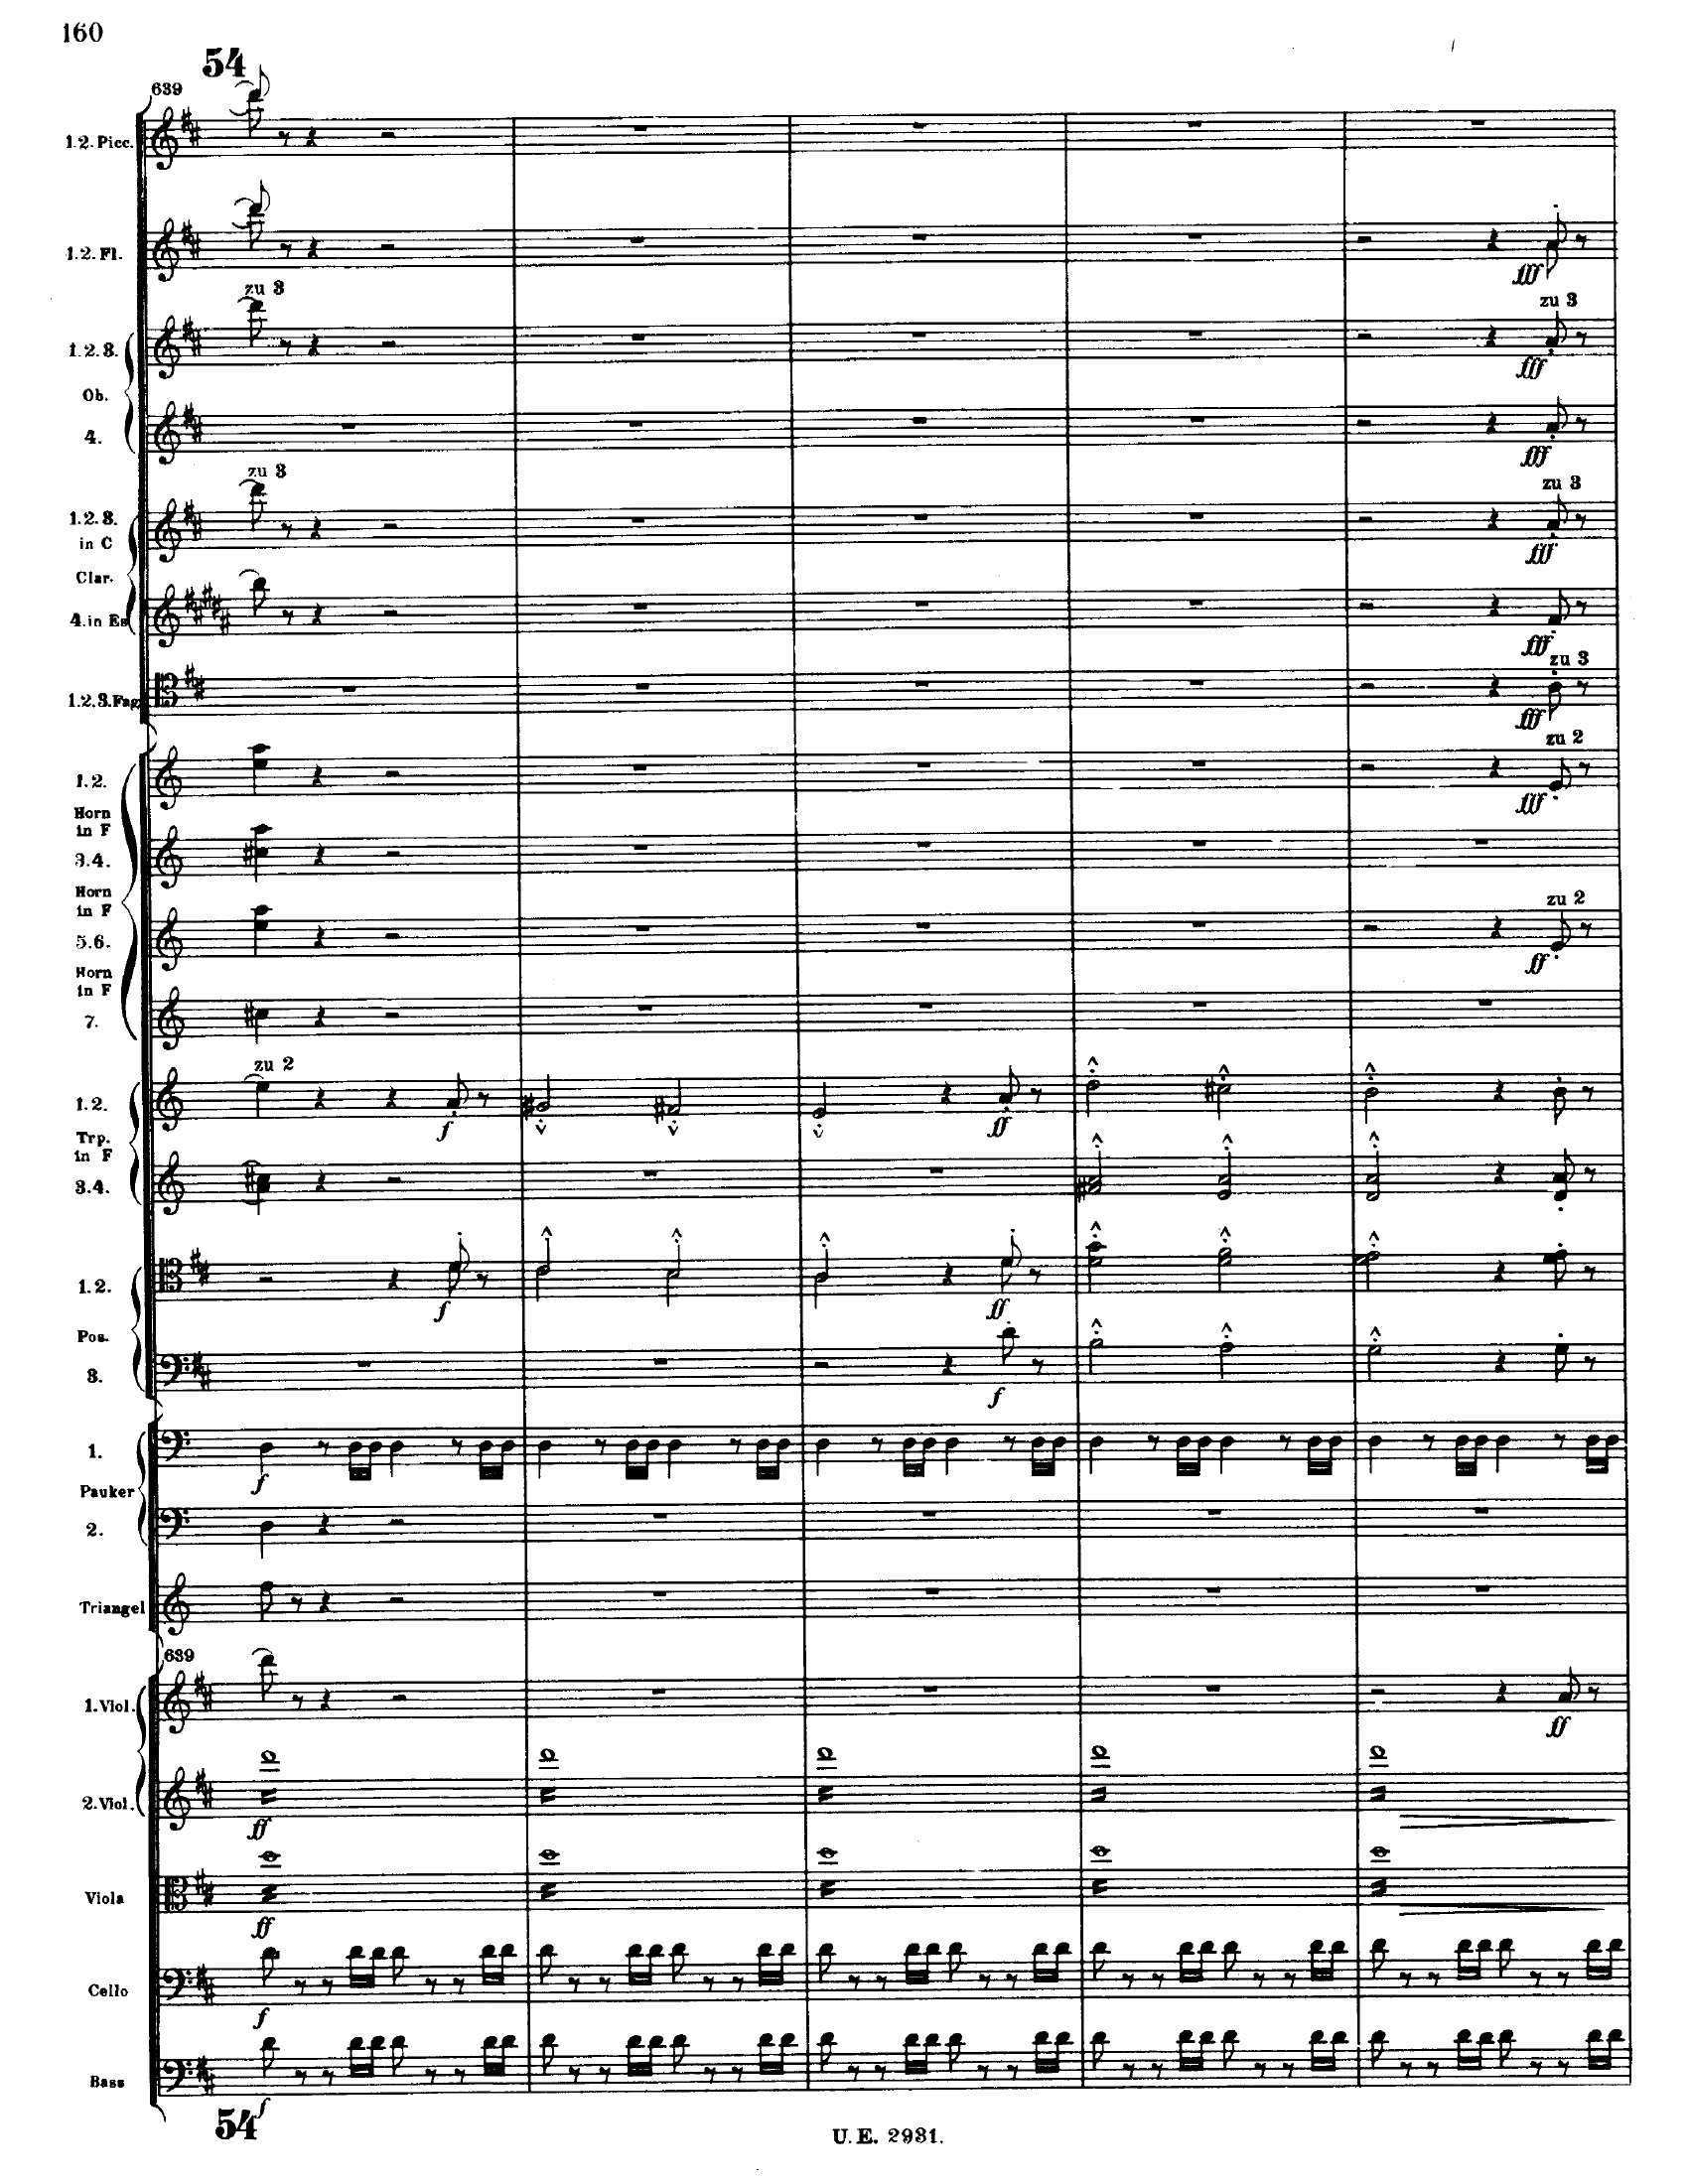 160
54
639
1.2. Picc.
1.2. Fl.
fff
zu 3
zu 3
1.2.3.
fff
Ob.
4.
fff
zu 3
zu 3
1.2.3.
in C
fff
Clar.
4. in Es
fff
zu 3
1.2.3. Fag.
fff
zu 2
1.2.
fff
Horn
in F
3.4.
Horn
in F
zu 2
5.6.
ff
Horn
in F
7.
zu 2
1.2.
f
ff
Trp.
in F
3.4.
1.2.
f
ff
Pos.
3.
f
1.
f
Pauker
2.
Triangel
639
1. Viol.
ff
2. Viol.
ff
Viola
ff
Cello
f
Bass
f
54
U. E. 2931.